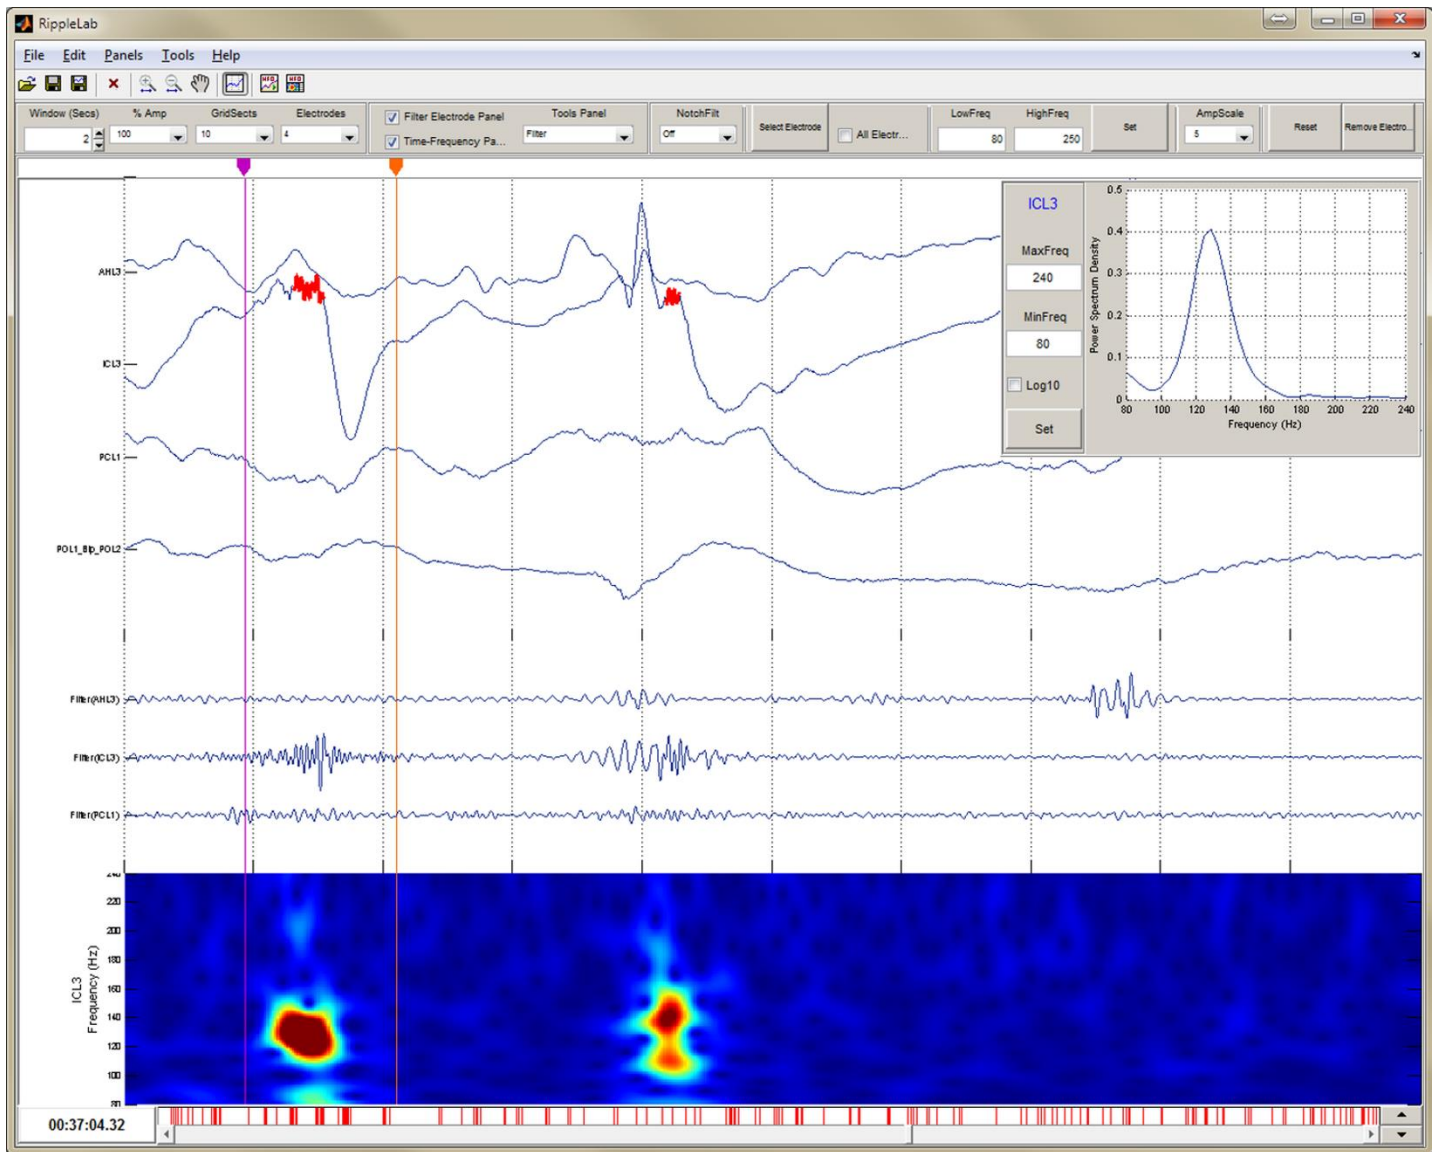 RippleLab
File Edit Panels Tools Help
Window (Secs) % Amp GridSects Electrodes
2 100 10 4
Filter Electrode Panel
Time-Frequency Pa...
Tools Panel
Filter
NotchFilt
Off
Select Electrode
All Electr...
LowFreq HighFreq
80 250
Set
AmpScale
5
Reset
Remove Electro...
AHL3
ICL3
PCL1
POL1_Bip_POL2
ICL3
MaxFreq
240
MinFreq
80
Log10
Set
Power Spectrum Density
0.5
0.4
0.3
0.2
0.1
0
80 100 120 140 160 180 200 220 240
Frequency (Hz)
Filter(AHL3)
Filter(ICL3)
Filter(PCL1)
ICL3
Frequency (Hz)
240
220
200
180
160
140
120
100
80
00:37:04.32